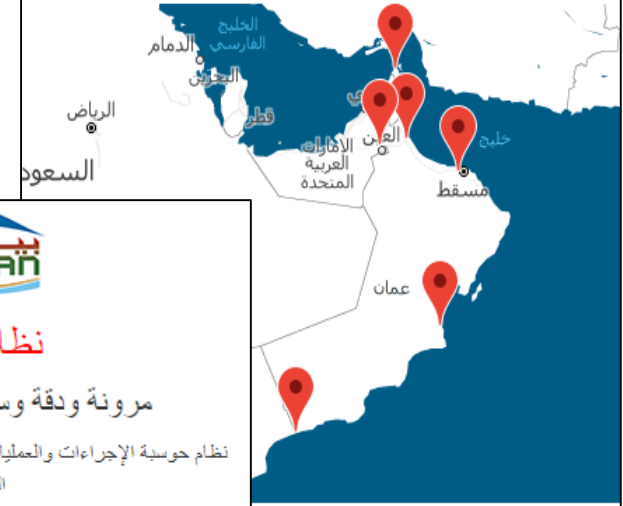 الخليج
الفارسي
الدمام
البحرين
قطر
الرياض
السعود
العين
الإمارات
العربية
المتحدة
خليج
مسقط
عمان
نظا
مرونة ودقة وس
نظام حوسبة الإجراءات والعمليا